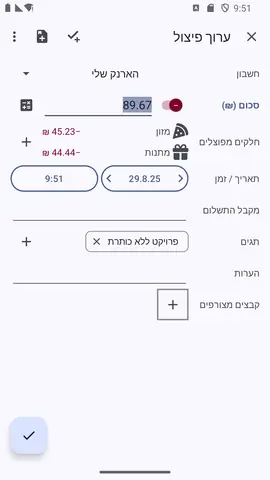 9:51
ערוך פיצול
חשבון
הארנק שלי
סכום (₪)
89.67
חלקים מפוצלים
מזון
−45.23 ₪
מתנות
−44.44 ₪
תאריך / זמן
29.8.25
9:51
מקבל התשלום
תגים
פרויקט ללא כותרת
הערות
קבצים מצורפים